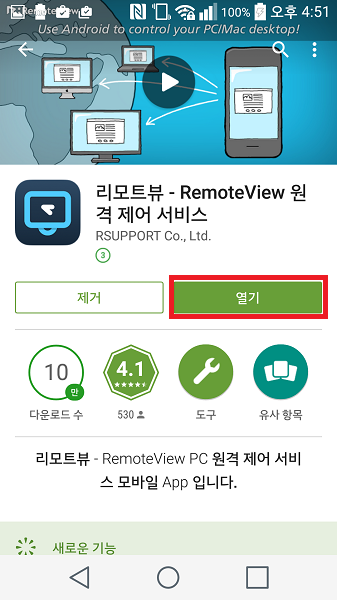 RemoteView
100% 오후 4:51
Use Android to control your PC/Mac desktop!
리모트뷰 - RemoteView 원
격 제어 서비스
RSUPPORT Co., Ltd.
3
제거
열기
10
만
4.1
다운로드 수
530
도구
유사 항목
리모트뷰 - RemoteView PC 원격 제어 서비
스 모바일 App 입니다.
새로운 기능